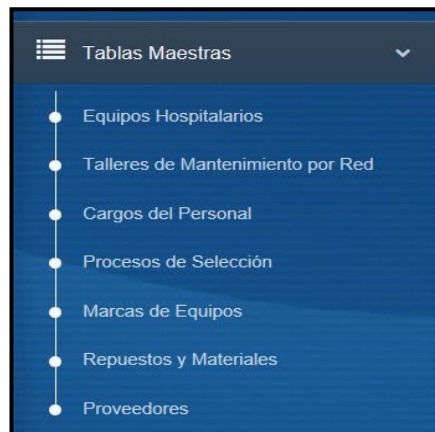 Tablas Maestras
Equipos Hospitalarios
Talleres de Mantenimiento por Red
Cargos del Personal
Procesos de Selección
Marcas de Equipos
Repuestos y Materiales
Proveedores